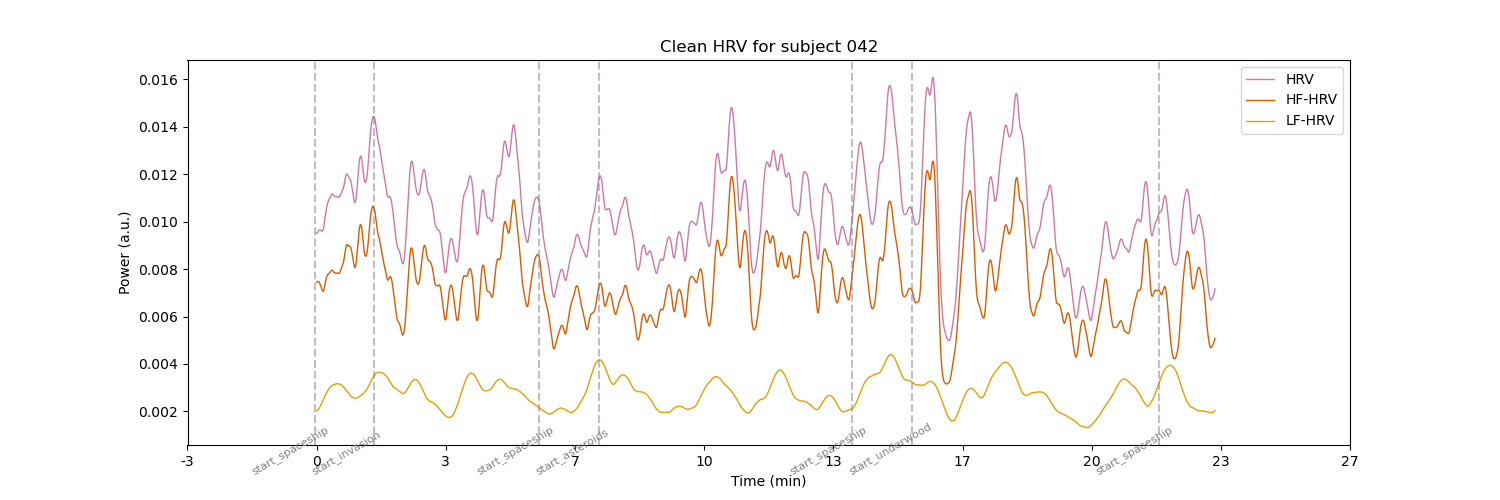 Clean HRV for subject 042
HRV
HF-HRV
LF-HRV
Power (a.u.)
0.016
0.014
0.012
0.010
0.008
0.006
0.004
0.002
start_spaceship
start_invasion
start_spaceship
start_asteroids
start_spaceship
start_underwood
start_spaceship
-3 0 3 7 10 13 17 20 23 27
Time (min)